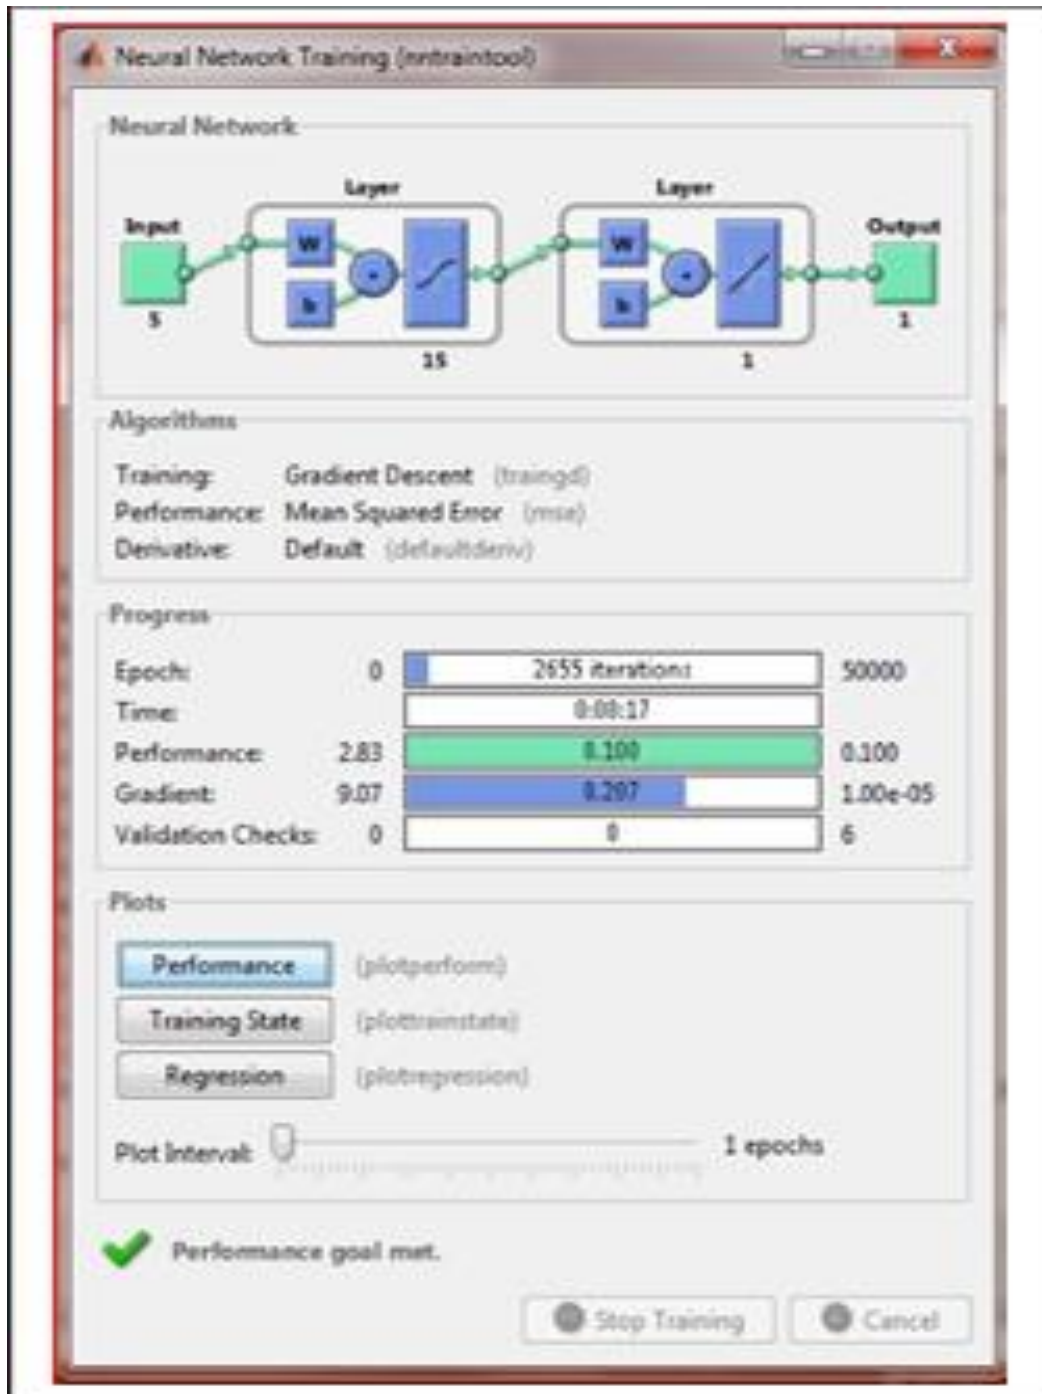 Neural Network Training (nntraintool)
Neural Network
Layer
Layer
Input
W
b
W
b
Output
5
15
1
1
Algorithms
Training: Gradient Descent (traingd)
Performance: Mean Squared Error (mse)
Derivative: Default (defaultderiv)
Progress
Epoch: 0 2655 iterations 50000
Time: 0:08:17
Performance: 2.83 0.100 0.100
Gradient: 9.07 0.207 1.00e-05
Validation Checks: 0 0 6
Plots
Performance (plotperform)
Training State (plottrainstate)
Regression (plotregression)
Plot Interval: 1 epochs
Performance goal met.
Stop Training
Cancel